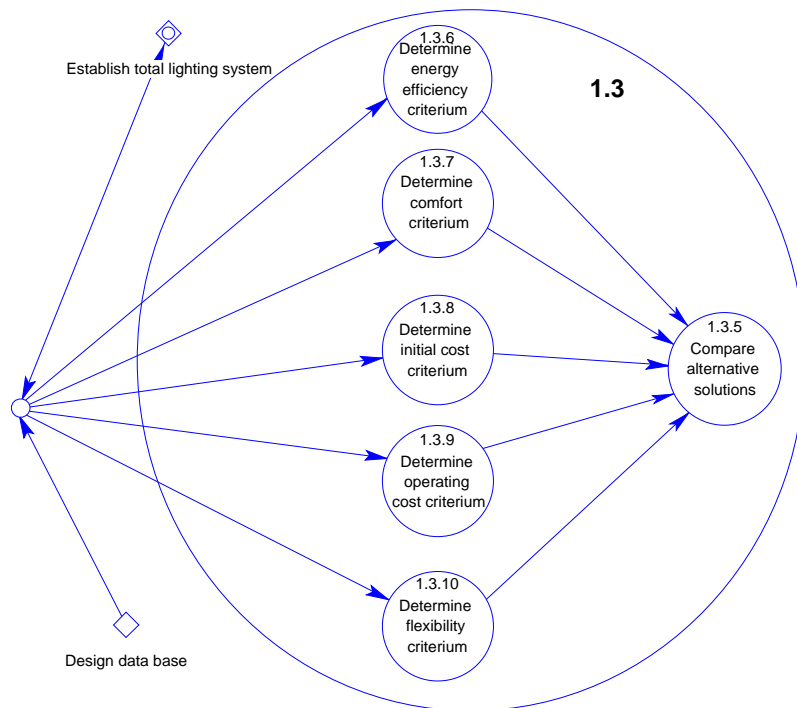 Establish total lighting system
1.3.6
Determine
energy
efficiency
criterium
1.3
1.3.7
Determine
comfort
criterium
1.3.8
Determine
initial cost
criterium
1.3.5
Compare
alternative
solutions
1.3.9
Determine
operating
cost criterium
1.3.10
Determine
flexibility
criterium
Design data base